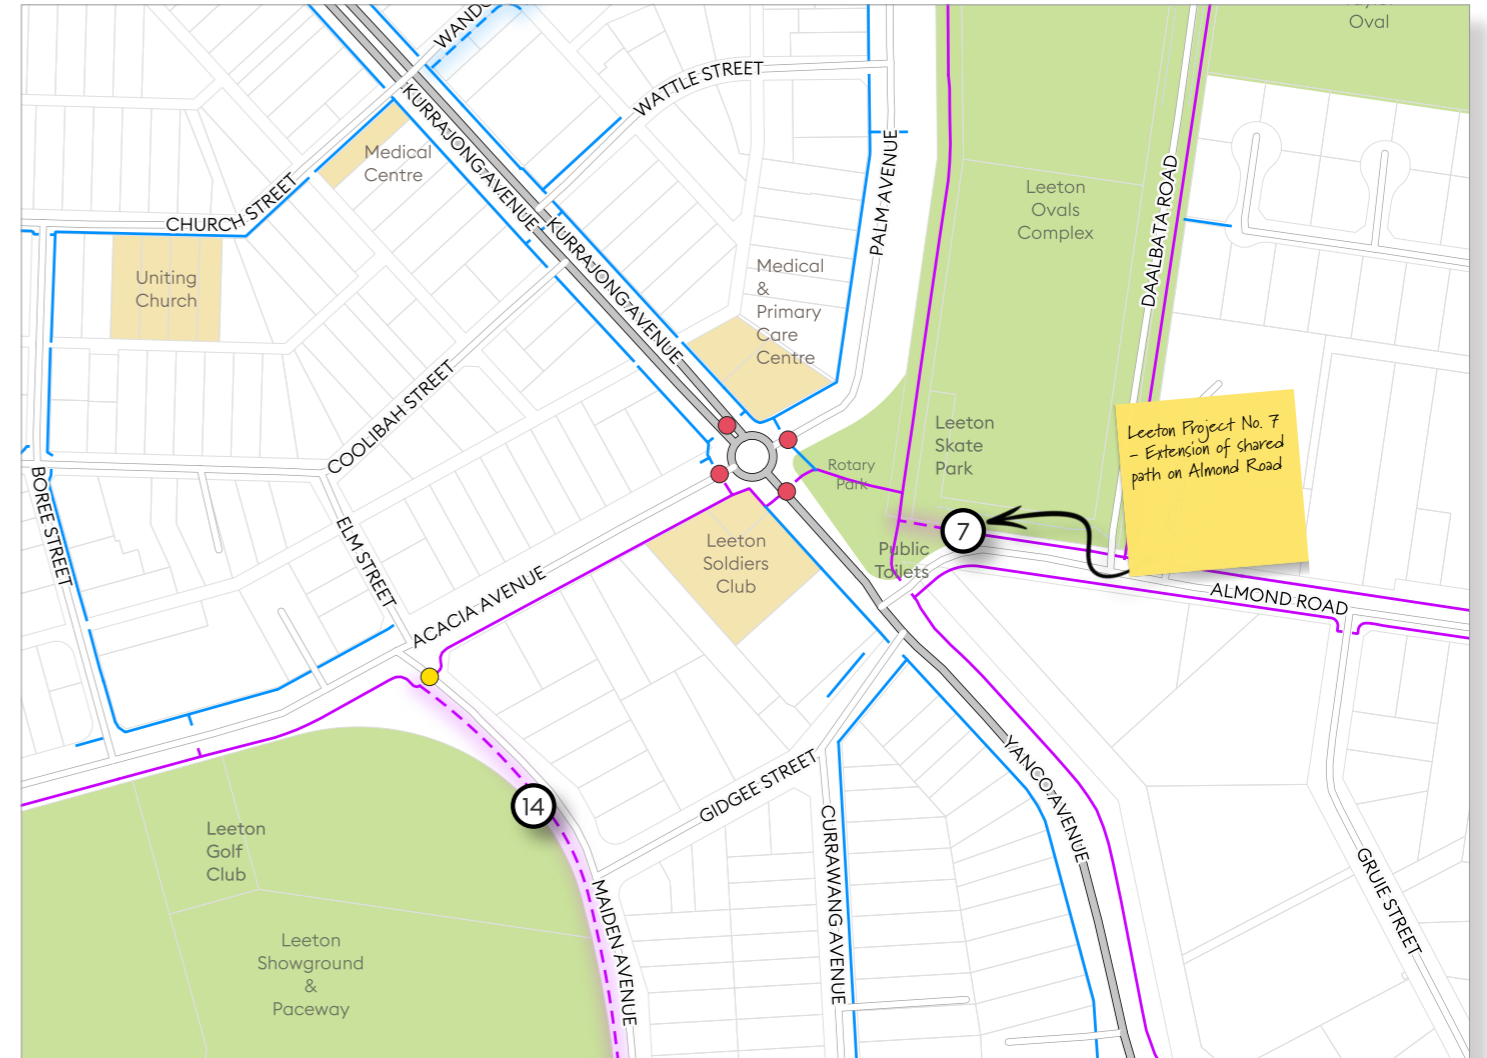 Oval
WATTLE STREET
KURRAJONG AVENUE
Medical
Centre
PALM AVENUE
DAALBATA ROAD
Leeton
Ovals
Complex
CHURCH STREET
KURRAJONG AVENUE
Uniting
Church
Medical
&
Primary
Care
Centre
COOLIBAH STREET
Leeton
Skate
Park
Leeton Project No. 7
– Extension of shared
path on Almond Road
Rotary
Park
BOREE STREET
ELM STREET
7
Public
Toilets
Leeton
Soldiers
Club
ACACIA AVENUE
ALMOND ROAD
14
GIDGEE STREET
YANCO AVENUE
CURRAWANG AVENUE
Leeton
Golf
Club
GRUIE STREET
MAIDEN AVENUE
Leeton
Showground
&
Paceway